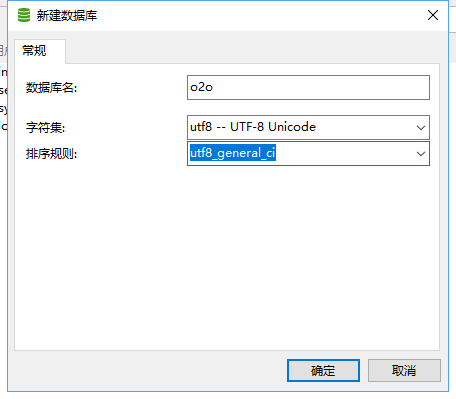 新建数据库
常规
数据库名:
o2o
字符集:
utf8 -- UTF-8 Unicode
排序规则:
utf8_general_ci
确定
取消